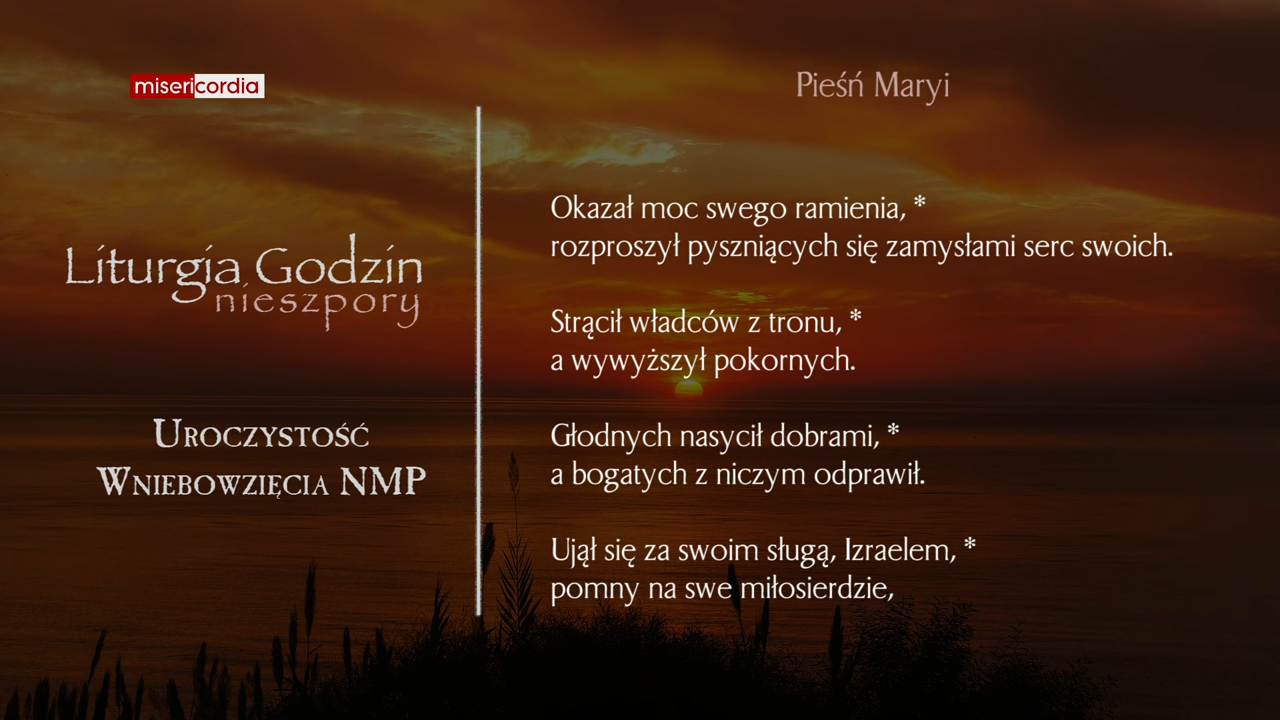 misericordia
Liturgia Godzin
nieszpory
Uroczystość
Wniebowzięcia NMP
Pieśń Maryi
Okazał moc swego ramienia, *
rozproszył pyszniących się zamysłami serc swoich.
Strącił władców z tronu, *
a wywyższył pokornych.
Głodnych nasycił dobrami, *
a bogatych z niczym odprawił.
Ujął się za swoim sługą, Izraelem, *
pomny na swe miłosierdzie,